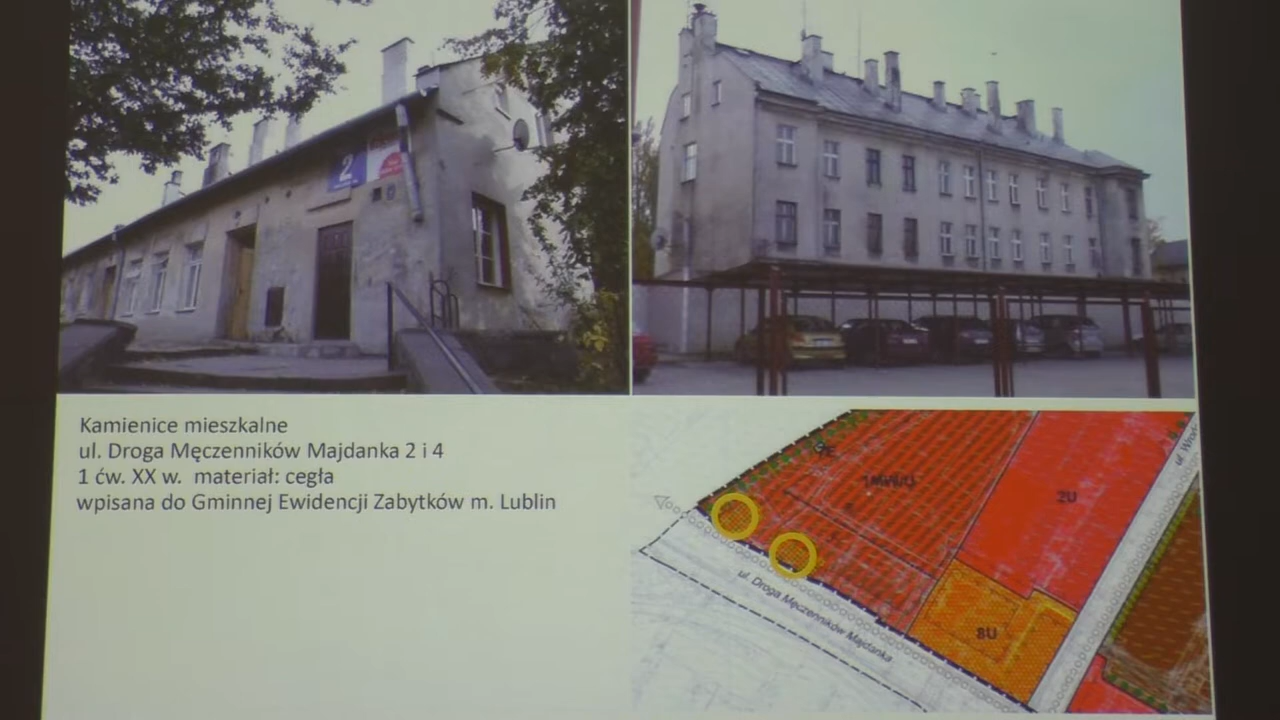 2
Kamienice mieszkalne
ul. Droga Męczenników Majdanka 2 i 4
1 ćw. XX w. materiał: cegła
wpisana do Gminnej Ewidencji Zabytków m. Lublin
1MW/U
2U
8U
ul. Droga Męczenników Majdanka